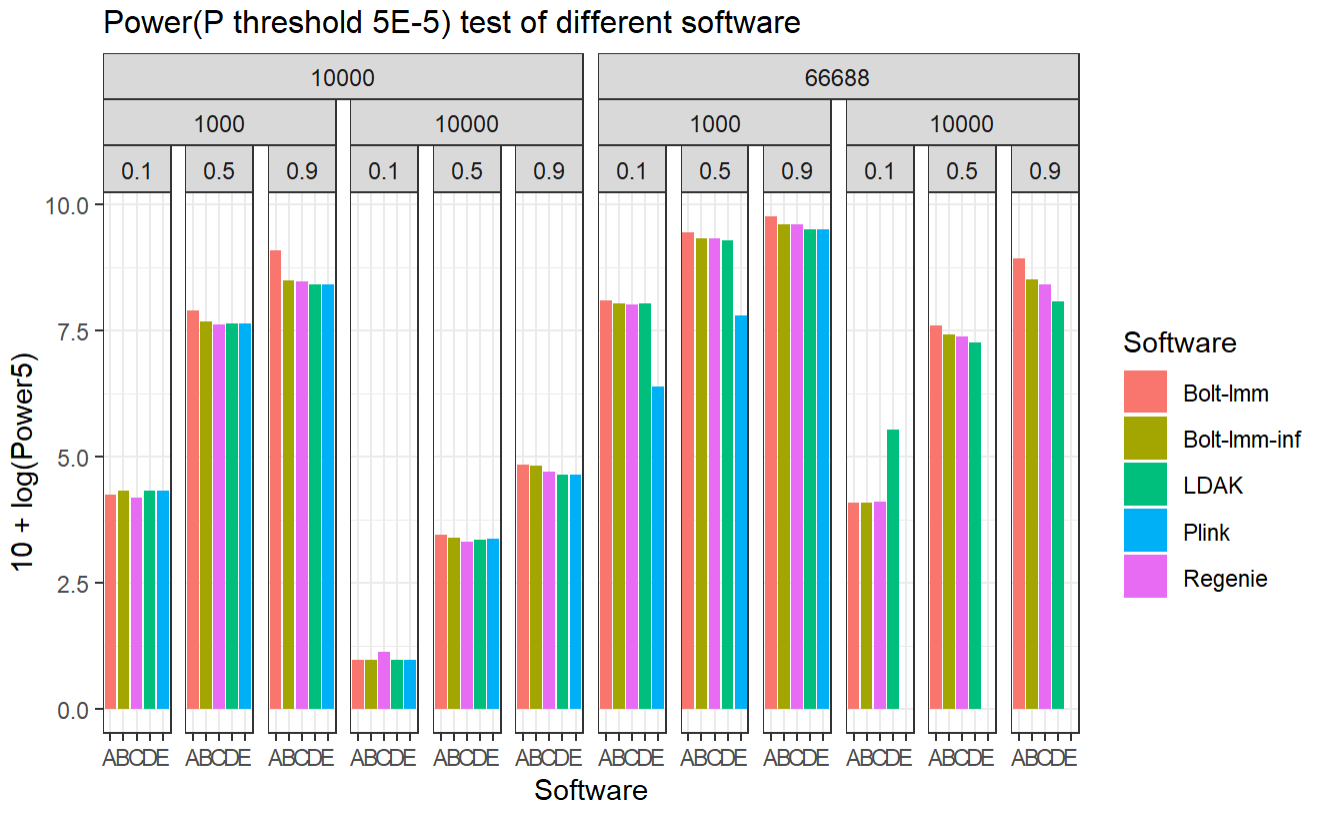 Power(P threshold 5E-5) test of different software
10000 66688
1000 10000 1000 10000
0.1 0.5 0.9 0.1 0.5 0.9 0.1 0.5 0.9 0.1 0.5 0.9
10.0
7.5
5.0
2.5
0.0
10 + log(Power5)
ABCDE ABCDE ABCDE ABCDE ABCDE ABCDE ABCDE ABCDE ABCDE ABCDE ABCDE ABCDE
Software
Software
Bolt-lmm
Bolt-lmm-inf
LDAK
Plink
Regenie